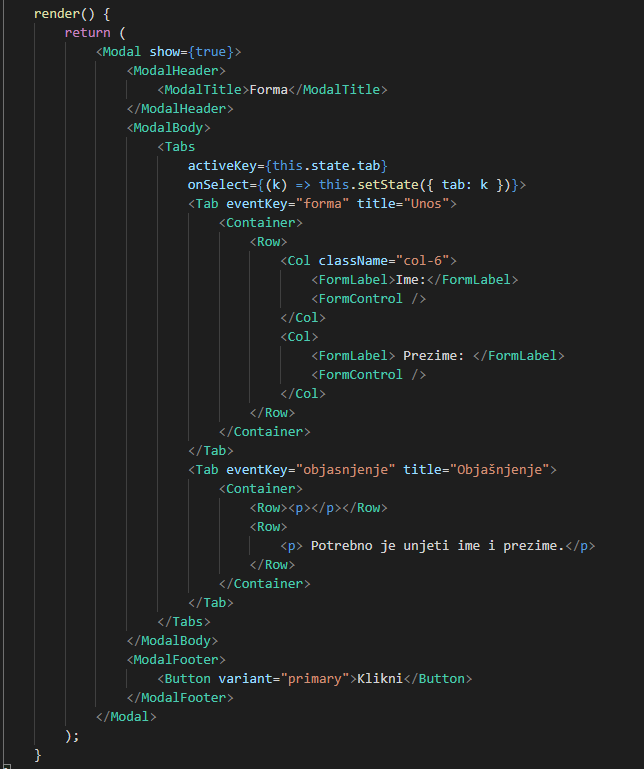 render() {
return (
<Modal show={true}>
<ModalHeader>
<ModalTitle>Forma</ModalTitle>
</ModalHeader>
<ModalBody>
<Tabs
activeKey={this.state.tab}
onSelect={(k) => this.setState({ tab: k })}>
<Tab eventKey="forma" title="Unos">
<Container>
<Row>
<Col className="col-6">
<FormLabel>Ime:</FormLabel>
<FormControl />
</Col>
<Col>
<FormLabel> Prezime: </FormLabel>
<FormControl />
</Col>
</Row>
</Container>
</Tab>
<Tab eventKey="objasnjenje" title="Objašnjenje">
<Container>
<Row><p></p></Row>
<Row>
<p> Potrebno je unjeti ime i prezime.</p>
</Row>
</Container>
</Tab>
</Tabs>
</ModalBody>
<ModalFooter>
<Button variant="primary">Klikni</Button>
</ModalFooter>
</Modal>
);
}